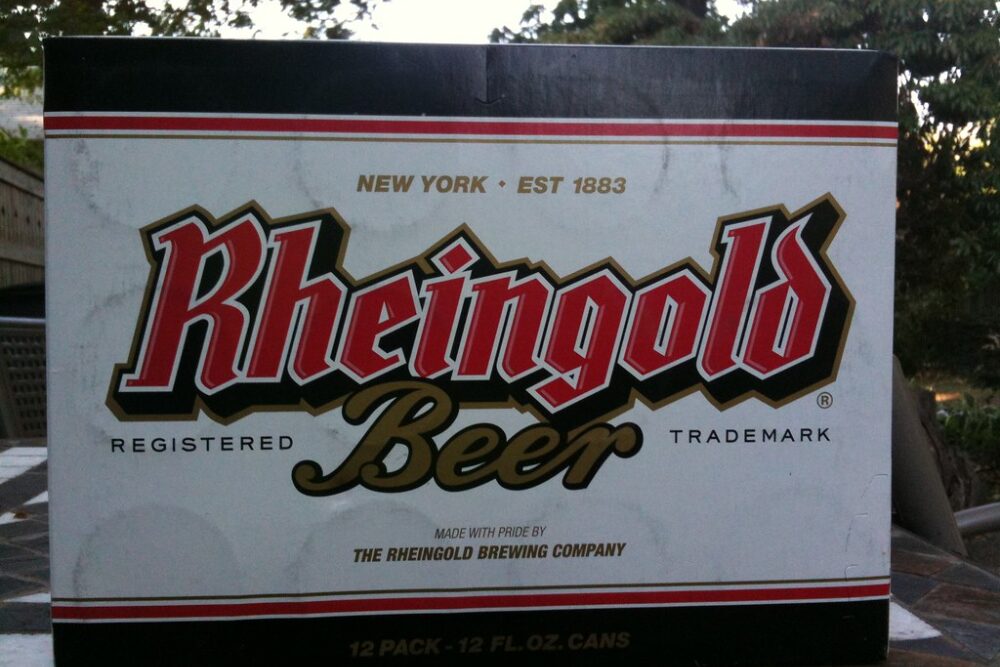 NEW YORK • EST 1883
Rheingold
®
Beer
REGISTERED
TRADEMARK
MADE WITH PRIDE BY
THE RHEINGOLD BREWING COMPANY
12 PACK - 12 FL. OZ. CANS